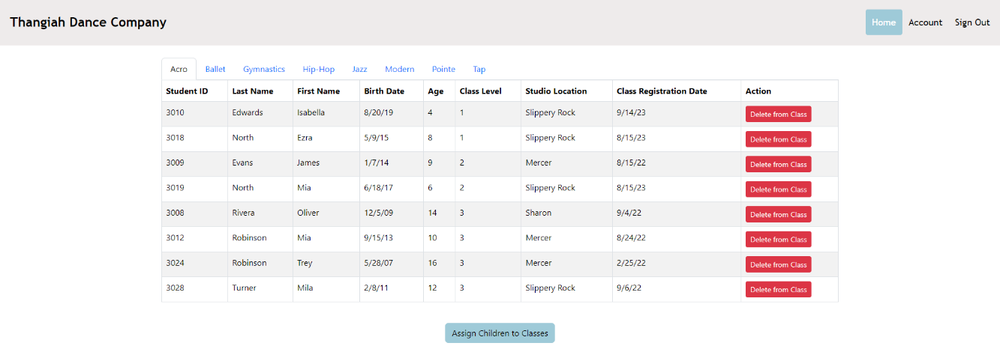 Thangiah Dance Company Home Account Sign Out
Acro Ballet Gymnastics Hip-Hop Jazz Modern Pointe Tap
Student ID Last Name First Name Birth Date Age Class Level Studio Location Class Registration Date Action
3010 Edwards Isabella 8/20/19 4 1 Slippery Rock 9/14/23 Delete from Class
3018 North Ezra 5/9/15 8 1 Slippery Rock 8/15/23 Delete from Class
3009 Evans James 1/7/14 9 2 Mercer 8/15/22 Delete from Class
3019 North Mia 6/18/17 6 2 Slippery Rock 8/15/23 Delete from Class
3008 Rivera Oliver 12/5/09 14 3 Sharon 9/4/22 Delete from Class
3012 Robinson Mia 9/15/13 10 3 Mercer 8/24/22 Delete from Class
3024 Robinson Trey 5/28/07 16 3 Mercer 2/25/22 Delete from Class
3028 Turner Mila 2/8/11 12 3 Slippery Rock 9/6/22 Delete from Class
Assign Children to Classes